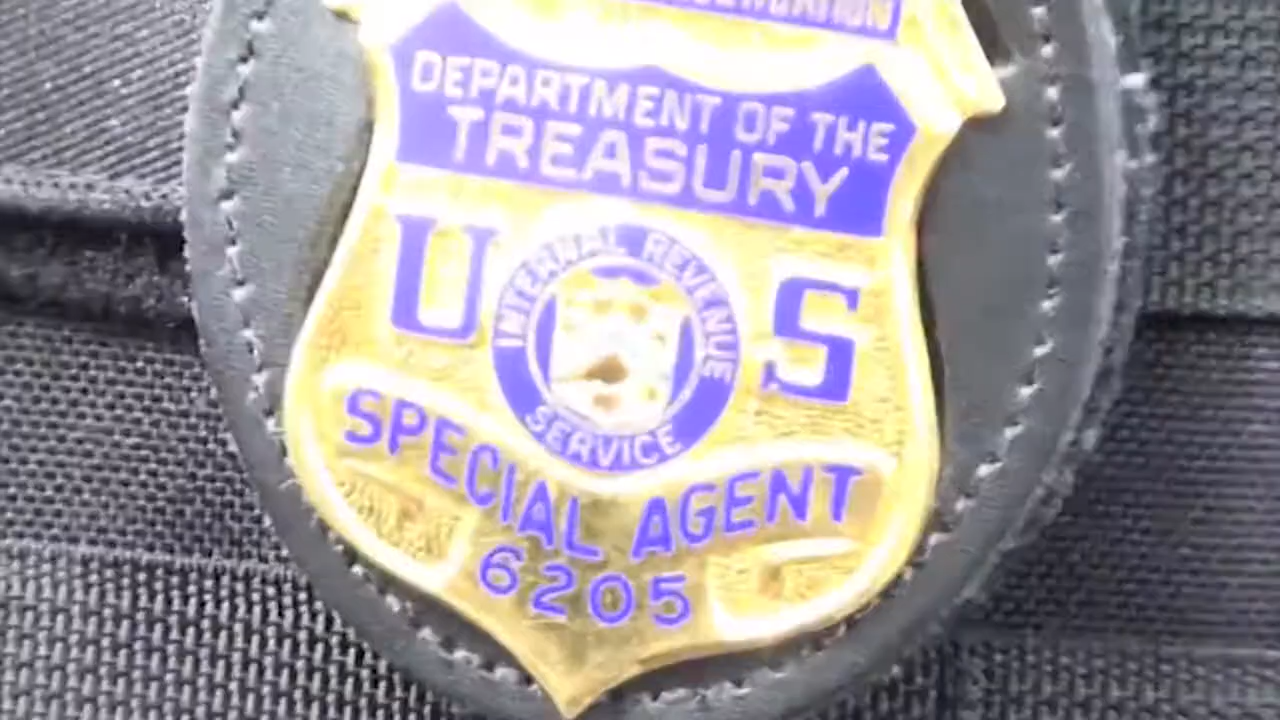 DEPARTMENT OF THE
TREASURY
U S
INTERNAL REVENUE
SERVICE
SPECIAL AGENT
6205